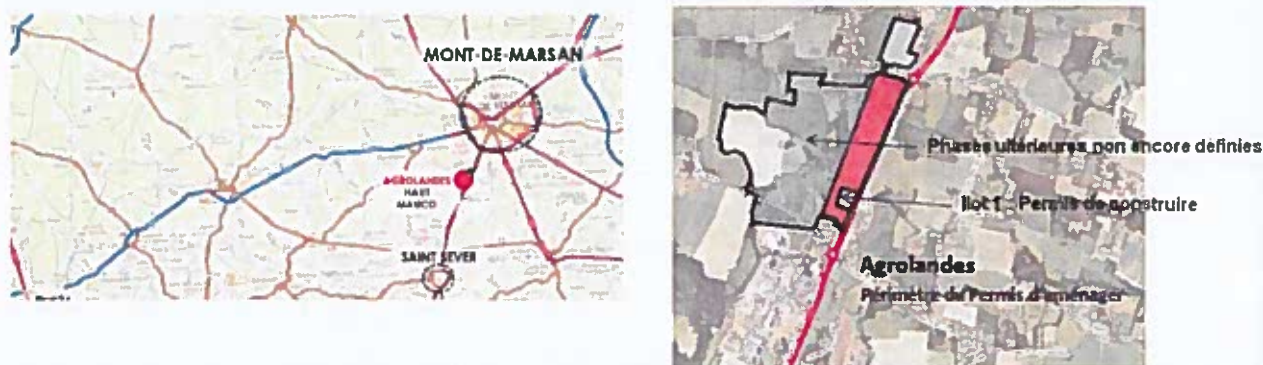 MONT-DE-MARSAN
AGROLANDES
HAUT
MAUCO
SAINT SEVER
Phases ultérieures non encore définies
Ilot 1 - Permis de construire
Agrolandes
Périmètre du Permis d'aménager